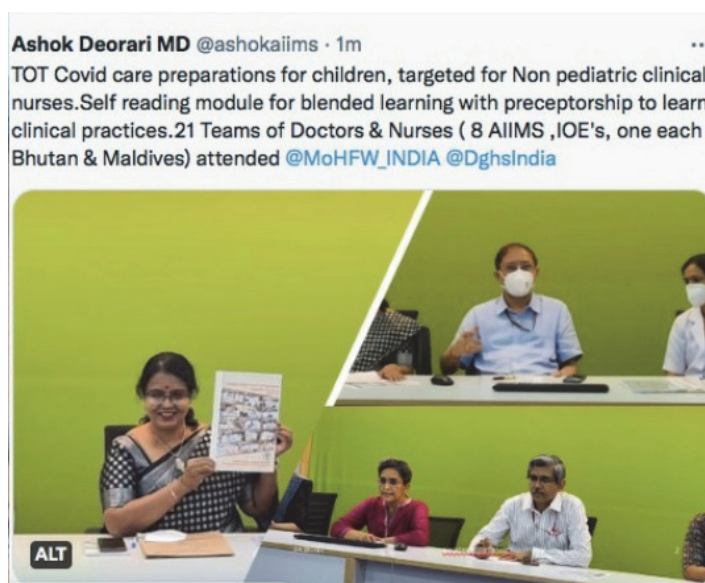 Ashok Deorari MD @ashokaiims · 1m
TOT Covid care preparations for children, targeted for Non pediatric clinical
nurses.Self reading module for blended learning with preceptorship to learn
clinical practices.21 Teams of Doctors & Nurses ( 8 AIIMS ,IOE's, one each
Bhutan & Maldives) attended @MoHFW_INDIA @DghsIndia
ALT